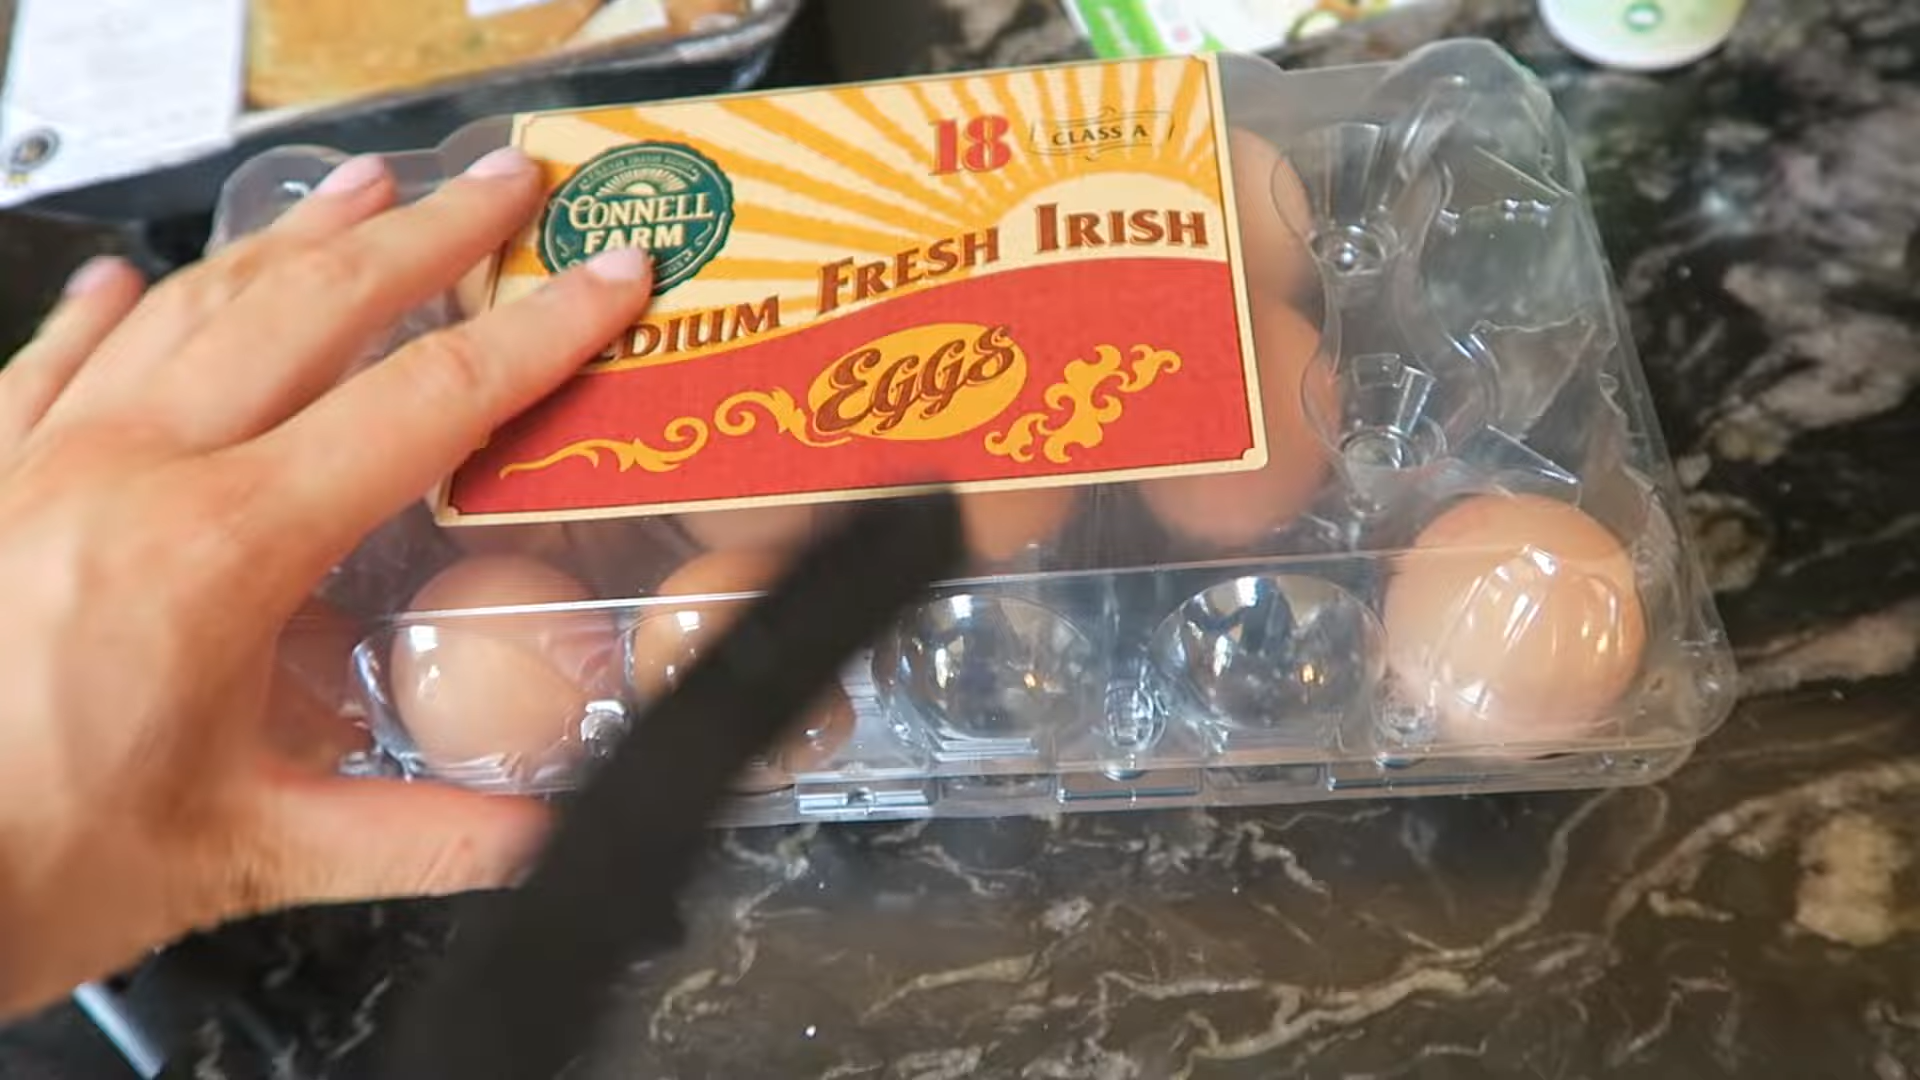 18 CLASS A
CONNELL
FARM
EDIUM FRESH IRISH
EGGS